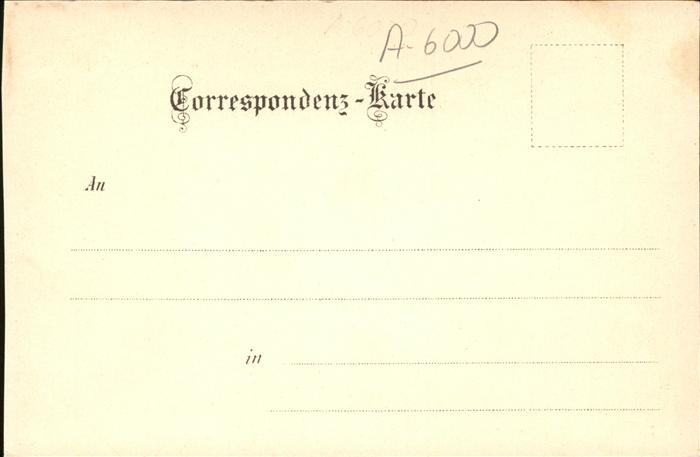 A-6000
Correspondenz-Karte
An
in